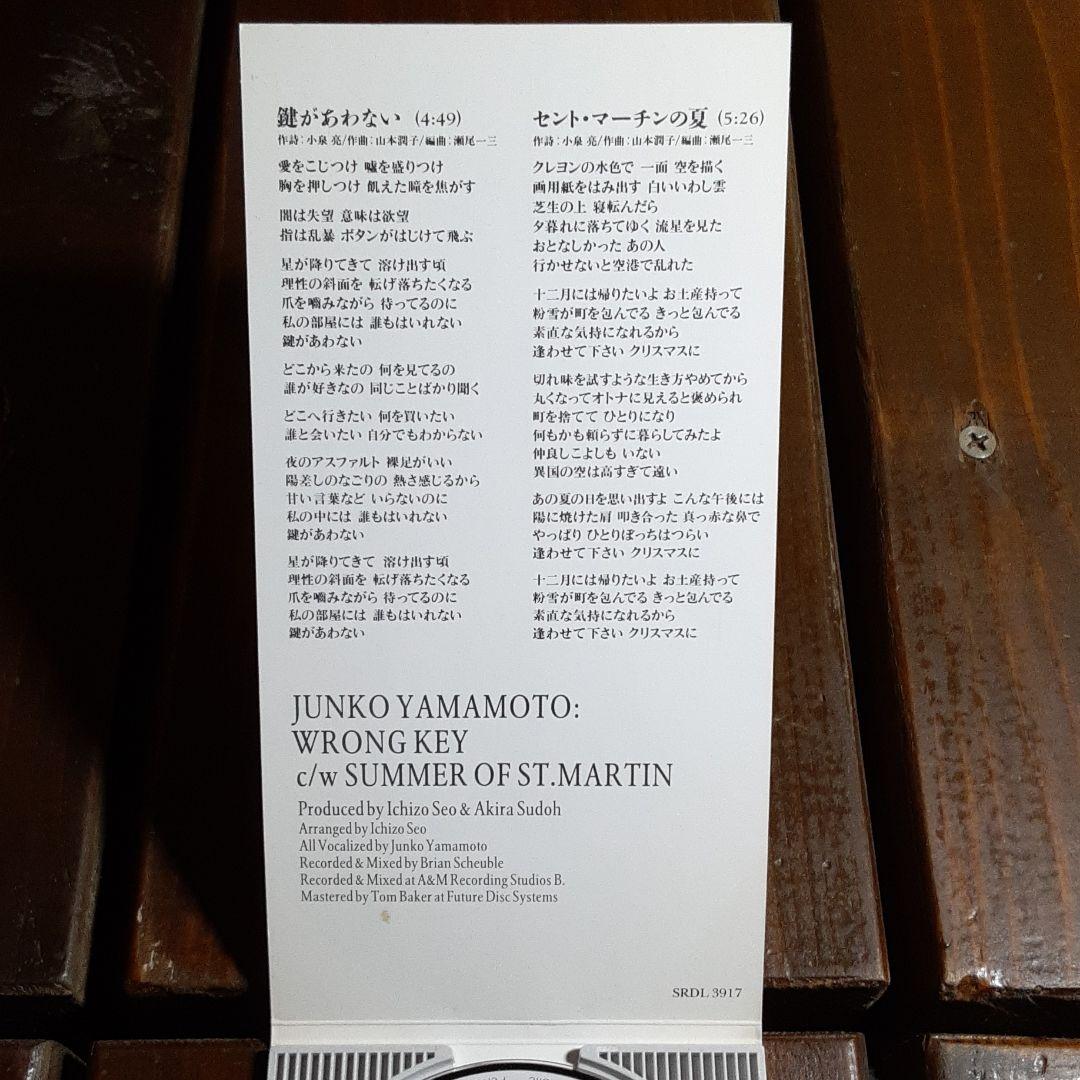 鍵があわない (4:49)
作詩:小泉 亮/作曲:山本潤子/編曲:瀬尾一三
愛をこじつけ 嘘を盛りつけ
胸を押しつけ 飢えた瞳を焦がす
闇は失望 意味は欲望
指は乱暴 ボタンがはじけて飛ぶ
星が降りてきて 溶け出す頃
理性の斜面を 転げ落ちたくなる
爪を嚙みながら 待ってるのに
私の部屋には 誰もはいれない
鍵があわない
どこから来たの 何を見てるの
誰が好きなの 同じことばかり聞く
どこへ行きたい 何を買いたい
誰と会いたい 自分でもわからない
夜のアスファルト 裸足がいい
陽差しのなごりの 熱さ感じるから
甘い言葉など いらないのに
私の中には 誰もはいれない
鍵があわない
星が降りてきて 溶け出す頃
理性の斜面を 転げ落ちたくなる
爪を嚙みながら 待ってるのに
私の部屋には 誰もはいれない
鍵があわない
セント・マーチンの夏 (5:26)
作詩:小泉 亮/作曲:山本潤子/編曲:瀬尾一三
クレヨンの水色で 一面 空を描く
画用紙をはみ出す 白いいわし雲
芝生の上 寝転んだら
夕暮れに落ちてゆく 流星を見た
おとなしかった あの人
行かせないと空港で乱れた
十二月には帰りたいよ お土産持って
粉雪が町を包んでる きっと包んでる
素直な気持になれるから
逢わせて下さい クリスマスに
切れ味を試すような生き方やめてから
丸くなってオトナに見えると褒められ
町を捨てて ひとりになり
何もかも頼らずに暮らしてみたよ
仲良しこよしも いない
異国の空は高すぎて遠い
あの夏の日を思い出すよ こんな午後には
陽に焼けた肩 叩き合った 真っ赤な鼻で
やっぱり ひとりぼっちはつらい
逢わせて下さい クリスマスに
十二月には帰りたいよ お土産持って
粉雪が町を包んでる きっと包んでる
素直な気持になれるから
逢わせて下さい クリスマスに
JUNKO YAMAMOTO:
WRONG KEY
c/w SUMMER OF ST.MARTIN
Produced by Ichizo Seo & Akira Sudoh
Arranged by Ichizo Seo
All Vocalized by Junko Yamamoto
Recorded & Mixed by Brian Scheuble
Recorded & Mixed at A&M Recording Studios B.
Mastered by Tom Baker at Future Disc Systems
SRDL 3917